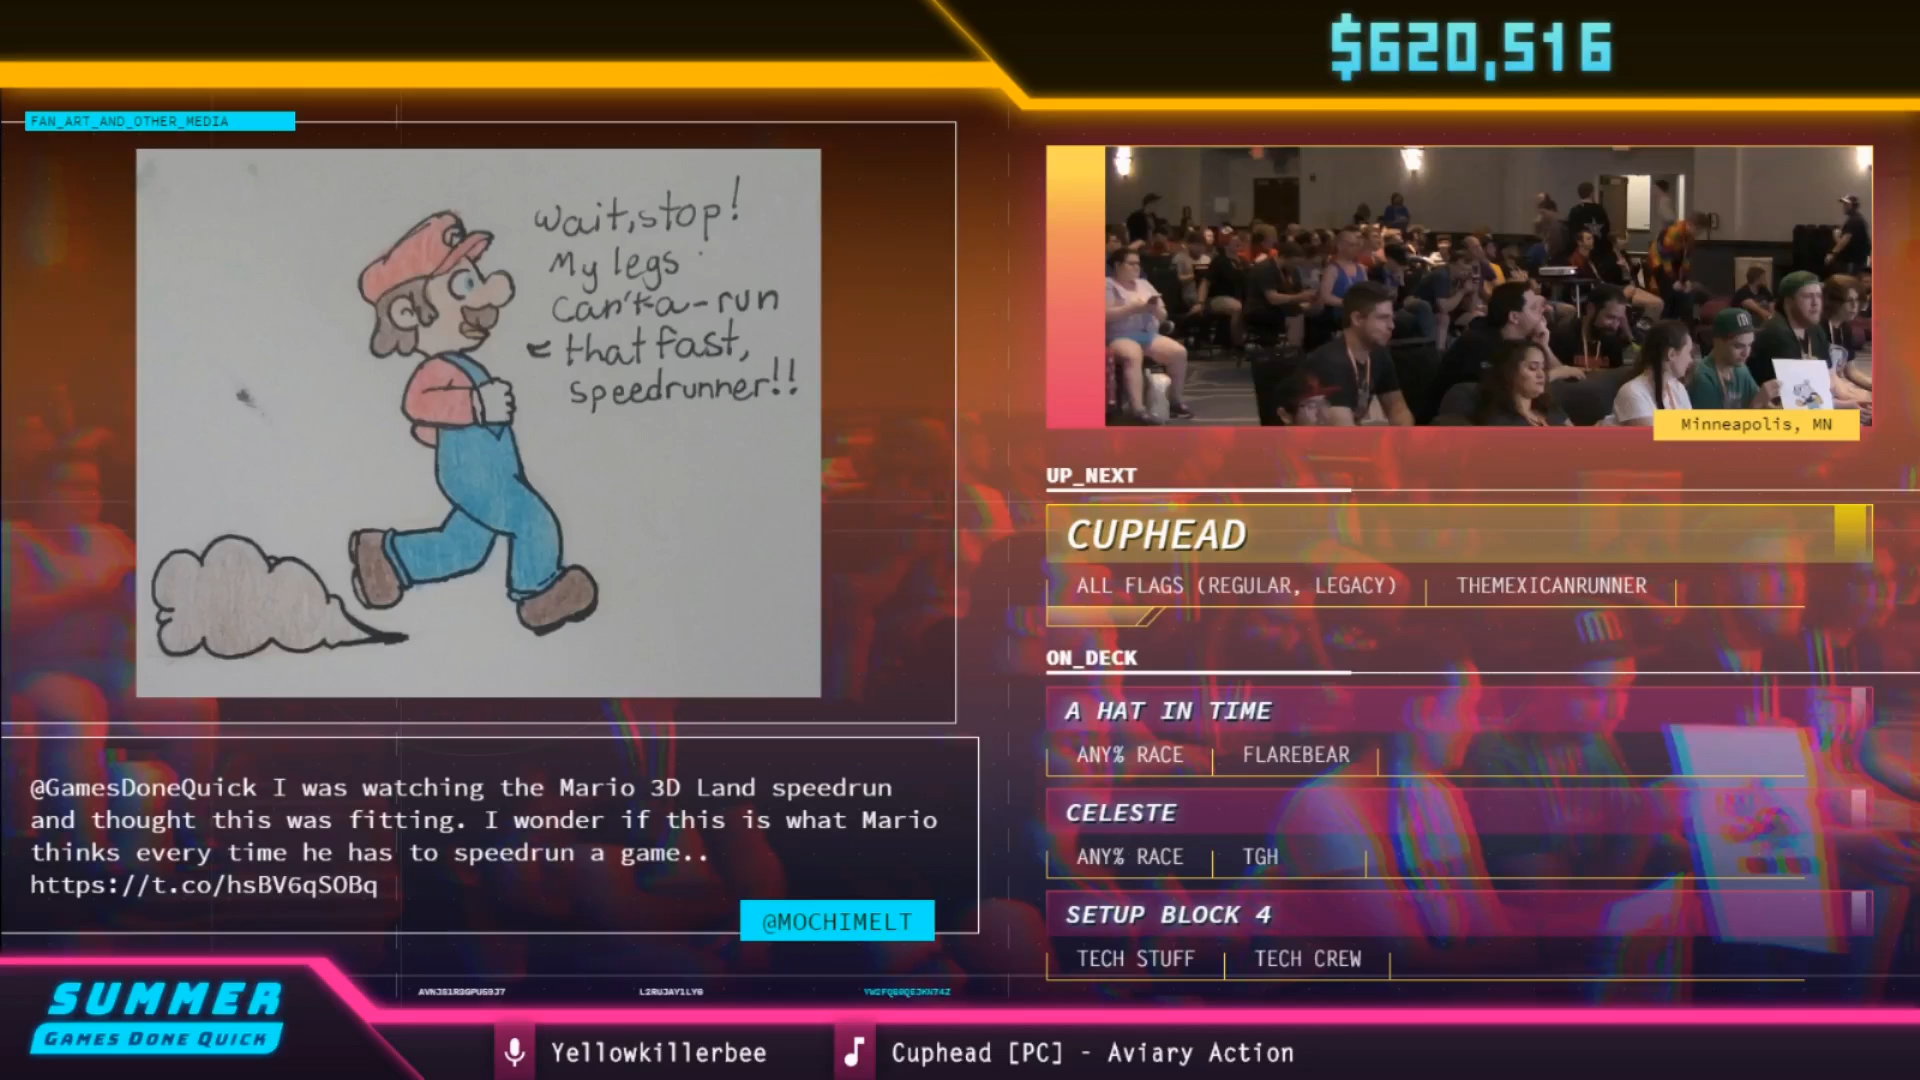 $620,516
FAN_ART_AND_OTHER_MEDIA
wait, stop!
My legs
can't a-run
that fast,
speedrunner!!
Minneapolis, MN
UP_NEXT
CUPHEAD
ALL FLAGS (REGULAR, LEGACY)
THEMEXICANRUNNER
ON_DECK
A HAT IN TIME
ANY% RACE
FLAREBEAR
CELESTE
ANY% RACE
TGH
SETUP BLOCK 4
TECH STUFF
TECH CREW
@GamesDoneQuick I was watching the Mario 3D Land speedrun
and thought this was fitting. I wonder if this is what Mario
thinks every time he has to speedrun a game..
https://t.co/hsBV6qSOBq
@MOCHIMELT
SUMMER
GAMES DONE QUICK
Yellowkillerbee
Cuphead [PC] - Aviary Action